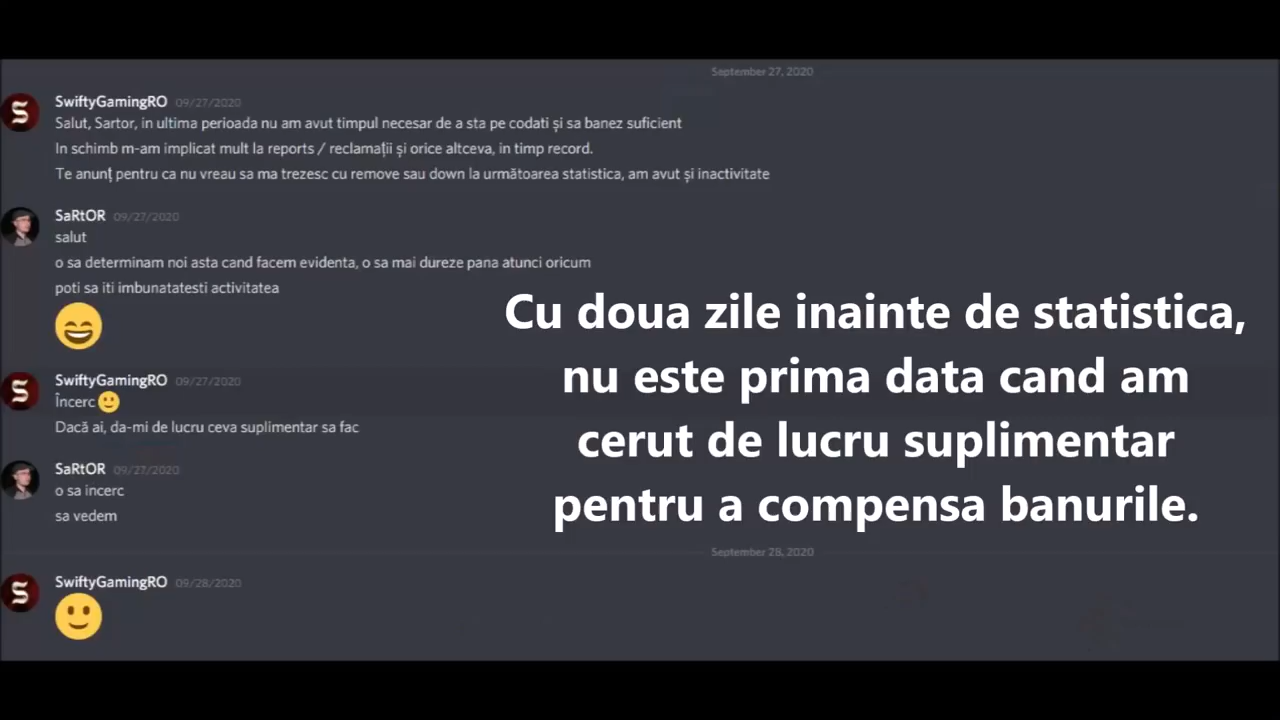 September 27, 2020
SwiftyGamingRO 09/27/2020
Salut, Sartor, in ultima perioada nu am avut timpul necesar de a sta pe codati și sa banez suficient
In schimb m-am implicat mult la reports / reclamații și orice altceva, in timp record.
Te anunț pentru ca nu vreau sa ma trezesc cu remove sau down la următoarea statistica, am avut și inactivitate
SaRtOR 09/27/2020
salut
o sa determinam noi asta cand facem evidenta, o sa mai dureze pana atunci oricum
poti sa iti imbunatatesti activitatea
Cu doua zile inainte de statistica,
nu este prima data cand am
cerut de lucru suplimentar
pentru a compensa banurile.
SwiftyGamingRO 09/27/2020
Încerc
Dacă ai, da-mi de lucru ceva suplimentar sa fac
SaRtOR 09/27/2020
o sa incerc
sa vedem
September 28, 2020
SwiftyGamingRO 09/28/2020